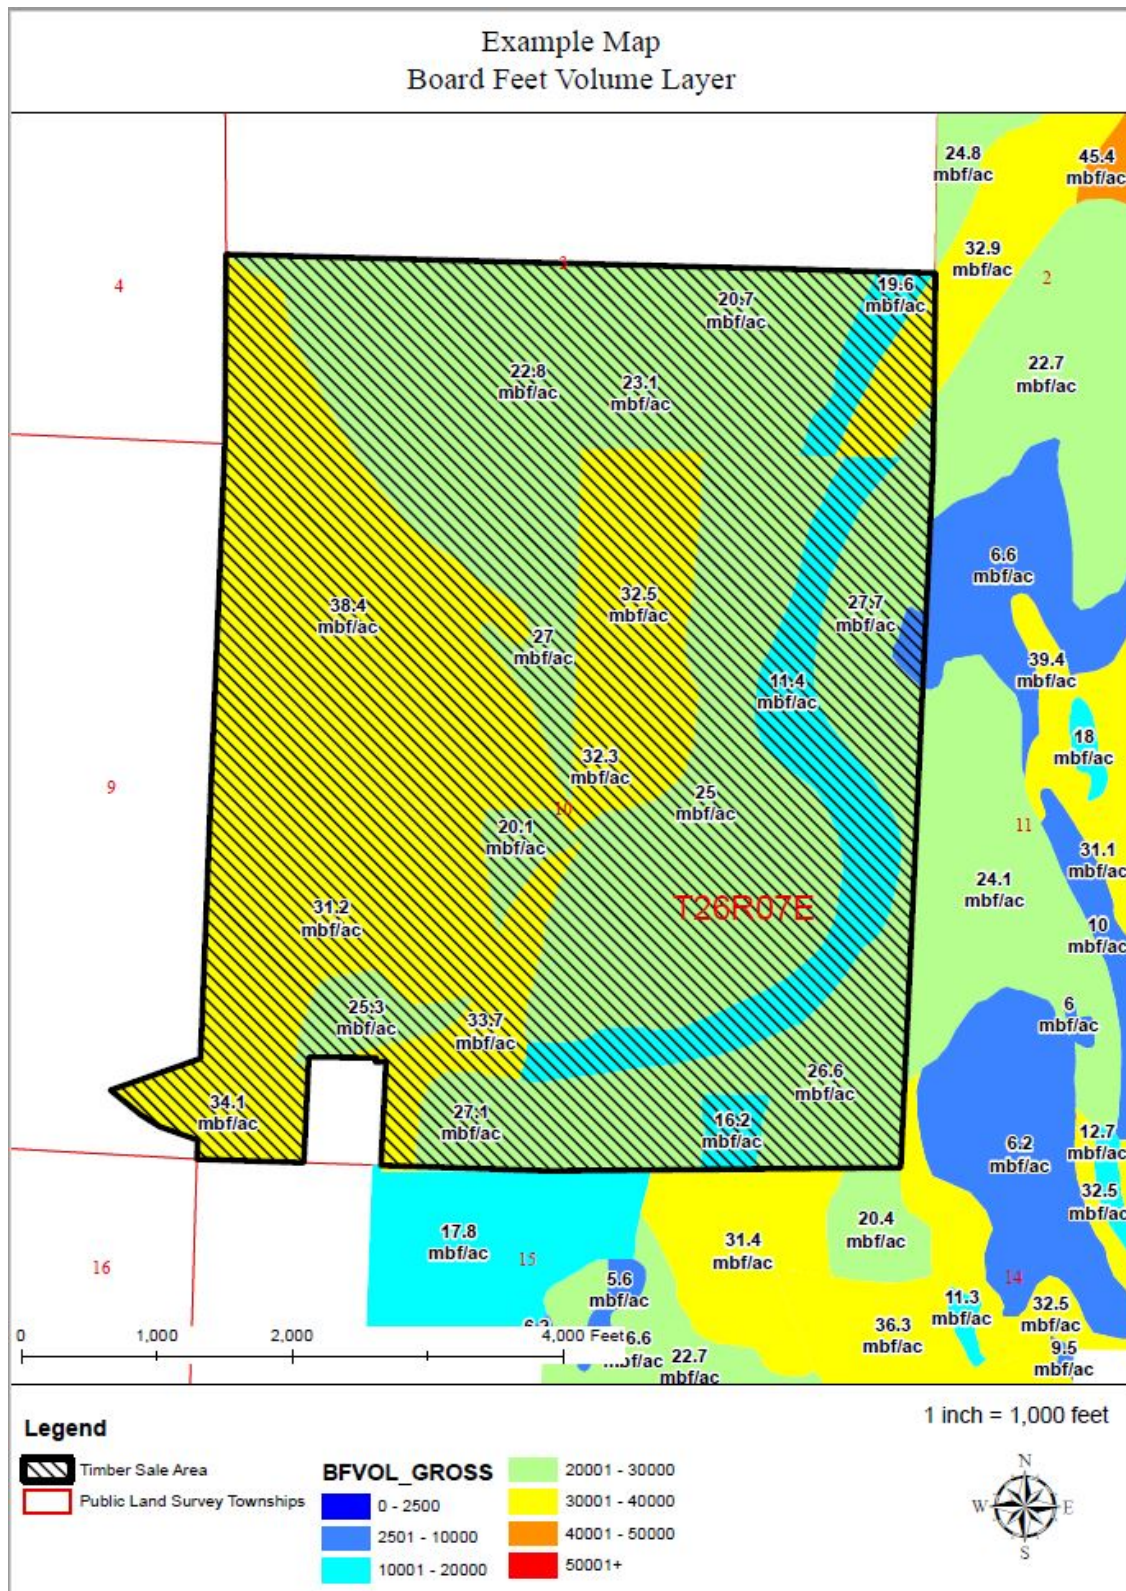 Example Map
Board Feet Volume Layer
24.8
mbf/ac
45.4
mbf/ac
32.9
mbf/ac
4
3
2
19.6
mbf/ac
20.7
mbf/ac
22.8
mbf/ac
23.1
mbf/ac
22.7
mbf/ac
6.6
mbf/ac
38.4
mbf/ac
32.5
mbf/ac
27.7
mbf/ac
27
mbf/ac
39.4
mbf/ac
11.4
mbf/ac
18
mbf/ac
32.3
mbf/ac
9
10
25
mbf/ac
11
20.1
mbf/ac
31.1
mbf/ac
24.1
mbf/ac
T26R07E
31.2
mbf/ac
10
mbf/ac
25.3
mbf/ac
33.7
mbf/ac
6
mbf/ac
26.6
mbf/ac
34.1
mbf/ac
27.1
mbf/ac
16.2
mbf/ac
12.7
mbf/ac
6.2
mbf/ac
32.5
mbf/ac
17.8
mbf/ac
20.4
mbf/ac
31.4
mbf/ac
16
15
14
5.6
mbf/ac
11.3
mbf/ac
32.5
mbf/ac
36.3
mbf/ac
9.5
mbf/ac
6.6
mbf/ac
22.7
mbf/ac
0 1,000 2,000 4,000 Feet
1 inch = 1,000 feet
Legend
Timber Sale Area
Public Land Survey Townships
BFVOL_GROSS
0 - 2500
2501 - 10000
10001 - 20000
20001 - 30000
30001 - 40000
40001 - 50000
50001+
N
W E
S